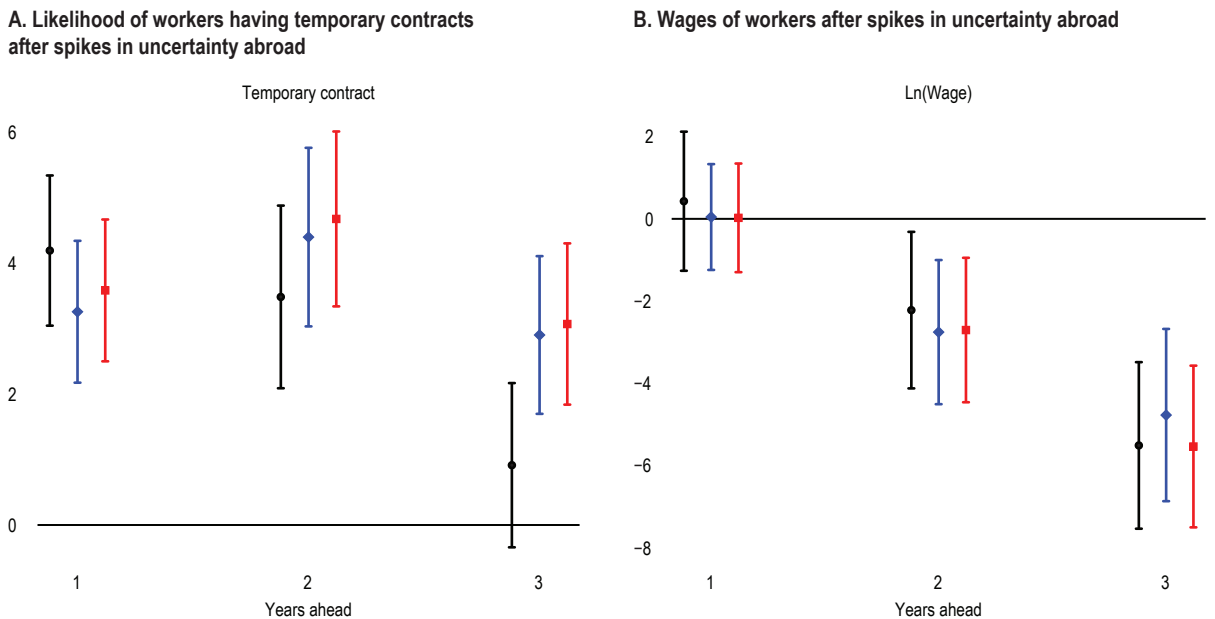 A. Likelihood of workers having temporary contracts
after spikes in uncertainty abroad
Temporary contract
6
4
2
0
1
2
3
Years ahead
B. Wages of workers after spikes in uncertainty abroad
Ln(Wage)
2
0
−2
−4
−6
−8
1
2
3
Years ahead